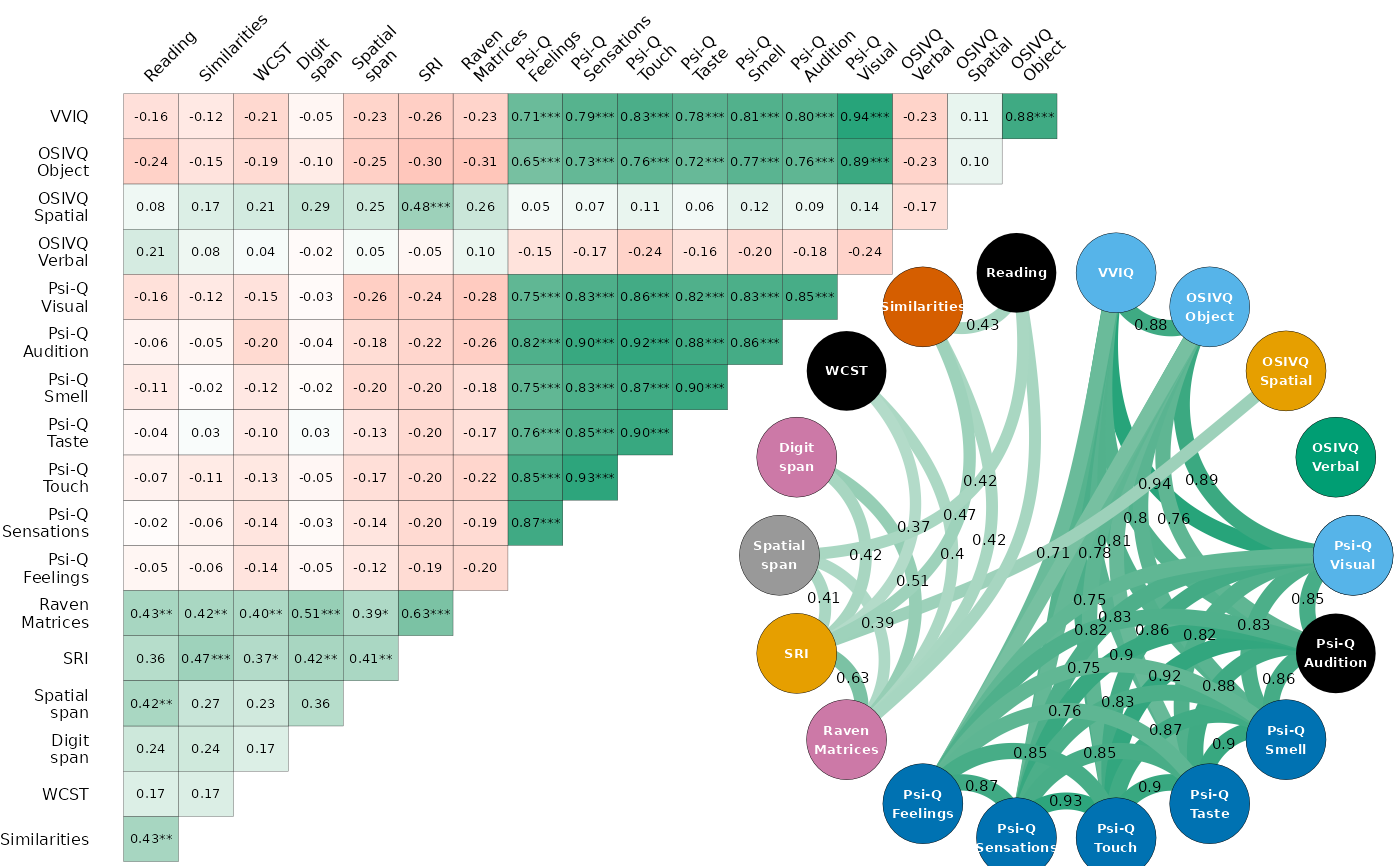 Reading
Similarities
WCST
Digit
span
Spatial
span
SRI
Raven
Matrices
Psi-Q
Feelings
Psi-Q
Sensations
Psi-Q
Touch
Psi-Q
Taste
Psi-Q
Smell
Psi-Q
Audition
Psi-Q
Visual
OSIVQ
Verbal
OSIVQ
Spatial
OSIVQ
Object
VVIQ -0.16 -0.12 -0.21 -0.05 -0.23 -0.26 -0.23 0.71*** 0.79*** 0.83*** 0.78*** 0.81*** 0.80*** 0.94*** -0.23 0.11 0.88***
OSIVQ
Object -0.24 -0.15 -0.19 -0.10 -0.25 -0.30 -0.31 0.65*** 0.73*** 0.76*** 0.72*** 0.77*** 0.76*** 0.89*** -0.23 0.10
OSIVQ
Spatial 0.08 0.17 0.21 0.29 0.25 0.48*** 0.26 0.05 0.07 0.11 0.06 0.12 0.09 0.14 -0.17
OSIVQ
Verbal 0.21 0.08 0.04 -0.02 0.05 -0.05 0.10 -0.15 -0.17 -0.24 -0.16 -0.20 -0.18 -0.24
Psi-Q
Visual -0.16 -0.12 -0.15 -0.03 -0.26 -0.24 -0.28 0.75*** 0.83*** 0.86*** 0.82*** 0.83*** 0.85***
Psi-Q
Audition -0.06 -0.05 -0.20 -0.04 -0.18 -0.22 -0.26 0.82*** 0.90*** 0.92*** 0.88*** 0.86***
Psi-Q
Smell -0.11 -0.02 -0.12 -0.02 -0.20 -0.20 -0.18 0.75*** 0.83*** 0.87*** 0.90***
Psi-Q
Taste -0.04 0.03 -0.10 0.03 -0.13 -0.20 -0.17 0.76*** 0.85*** 0.90***
Psi-Q
Touch -0.07 -0.11 -0.13 -0.05 -0.17 -0.20 -0.22 0.85*** 0.93***
Psi-Q
Sensations -0.02 -0.06 -0.14 -0.03 -0.14 -0.20 -0.19 0.87***
Psi-Q
Feelings -0.05 -0.06 -0.14 -0.05 -0.12 -0.19 -0.20
Raven
Matrices 0.43** 0.42** 0.40** 0.51*** 0.39* 0.63***
SRI 0.36 0.47*** 0.37* 0.42** 0.41**
Spatial
span 0.42** 0.27 0.23 0.36
Digit
span 0.24 0.24 0.17
WCST 0.17 0.17
Similarities 0.43**
Reading
VVIQ
Similarities
OSIVQ
Object
0.43
0.88
WCST
OSIVQ
Spatial
Digit
span
OSIVQ
Verbal
0.42
0.94
0.89
0.47
0.37
0.8
0.76
Spatial
span
0.42
0.4
0.42
0.71
0.78
0.81
Psi-Q
Visual
0.51
0.41
0.39
0.75
0.83
0.82
0.86
0.82
0.83
0.85
SRI
0.63
0.75
0.9
0.92
0.88
0.86
Psi-Q
Audition
Raven
Matrices
0.76
0.83
0.87
0.9
Psi-Q
Smell
0.85
0.85
0.87
0.93
0.9
Psi-Q
Feelings
Psi-Q
Sensations
Psi-Q
Touch
Psi-Q
Taste